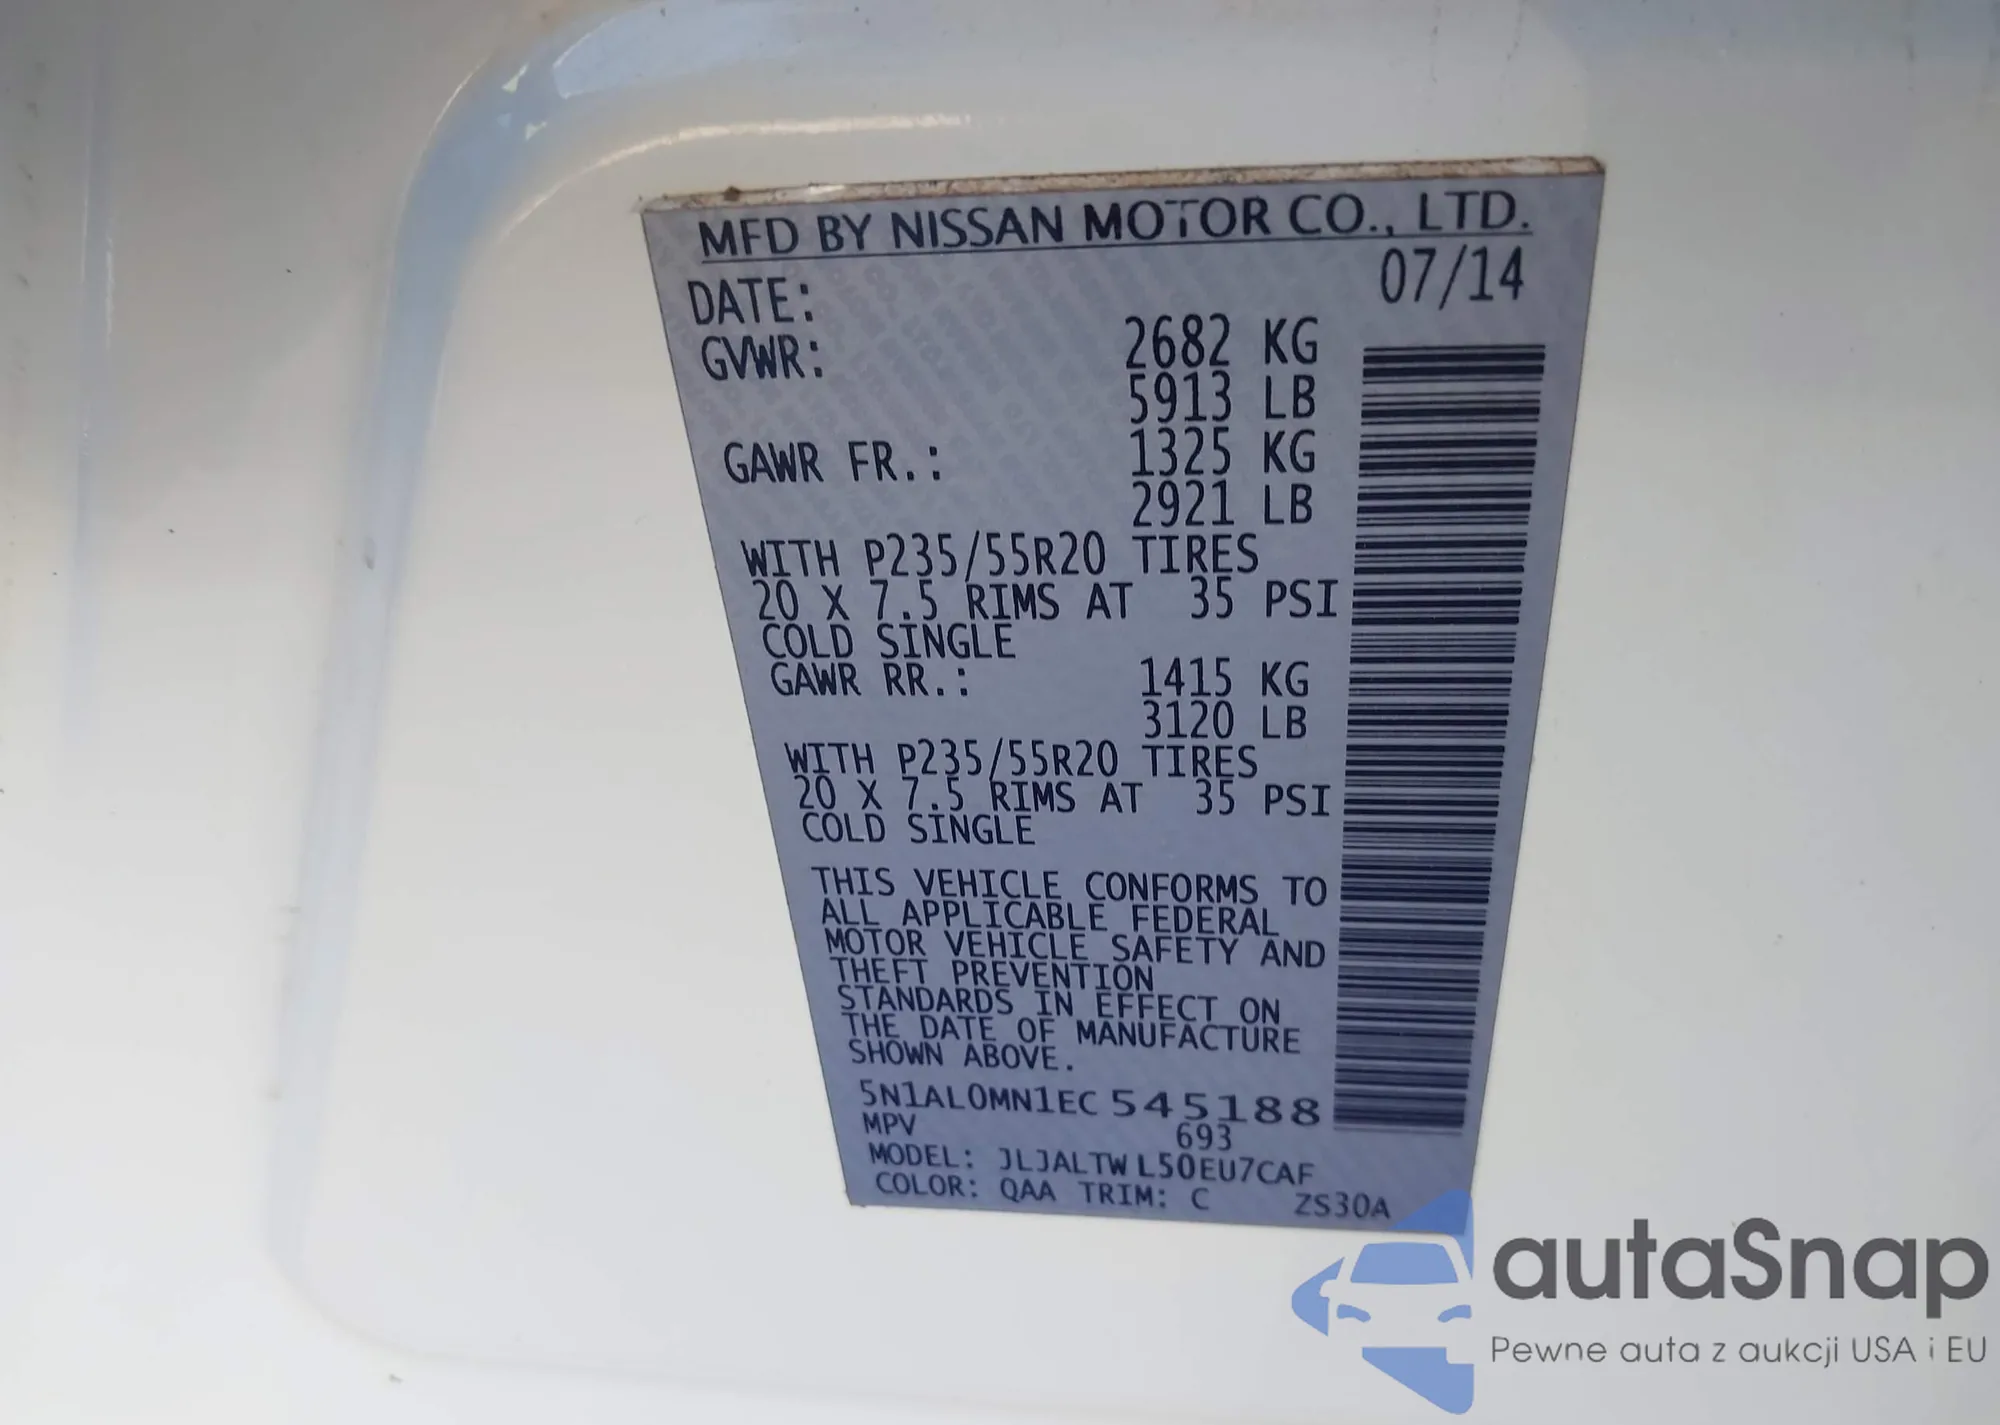 MFD BY NISSAN MOTOR CO., LTD.
DATE: 07/14
GVWR: 2682 KG
5913 LB
GAWR FR.: 1325 KG
2921 LB
WITH P235/55R20 TIRES
20 X 7.5 RIMS AT 35 PSI
COLD SINGLE
GAWR RR.: 1415 KG
3120 LB
WITH P235/55R20 TIRES
20 X 7.5 RIMS AT 35 PSI
COLD SINGLE
THIS VEHICLE CONFORMS TO
ALL APPLICABLE FEDERAL
MOTOR VEHICLE SAFETY AND
THEFT PREVENTION
STANDARDS IN EFFECT ON
THE DATE OF MANUFACTURE
SHOWN ABOVE.
5N1AL0MN1EC545188
MPV 693
MODEL: JLJALTWL50EU7CAF
COLOR: QAA TRIM: C ZS30A
autaSnap
Pewne auta z aukcji USA i EU